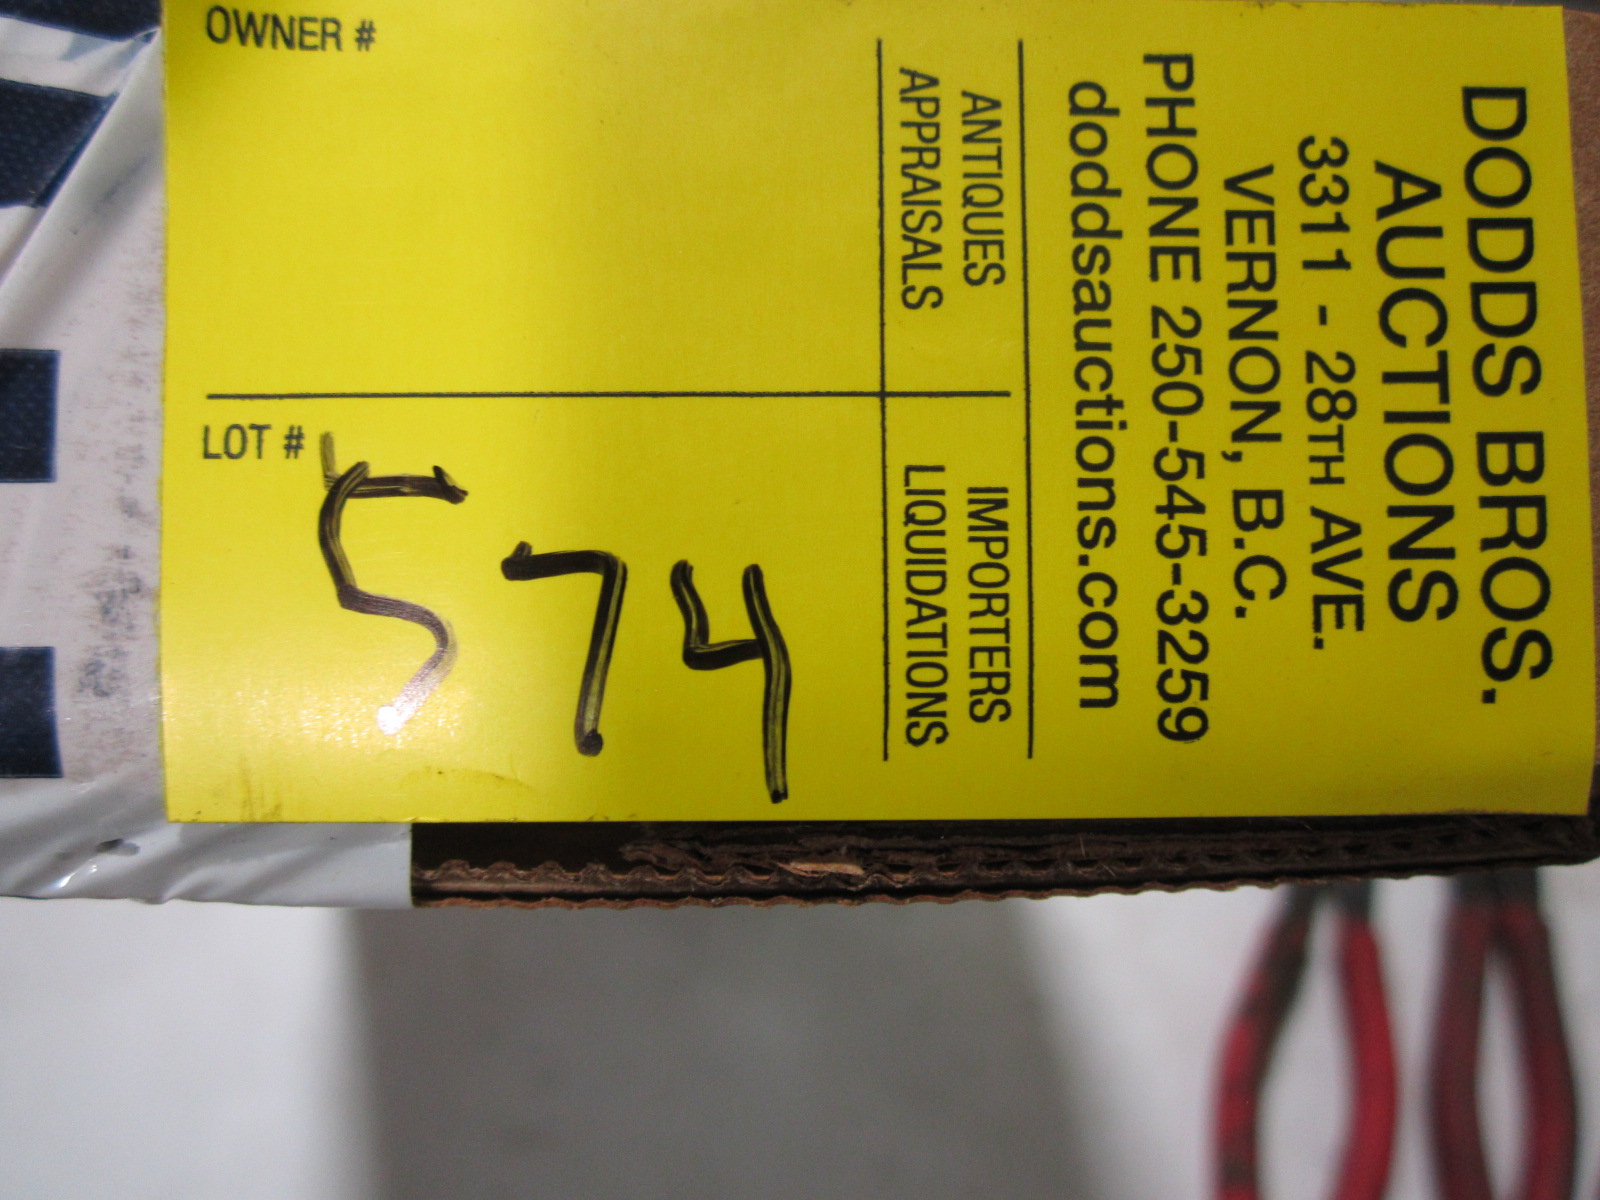 DODDS BROS.
AUCTIONS
3311 - 28TH AVE.
VERNON, B.C.
PHONE 250-545-3259
doddsauctions.com
ANTIQUES
APPRAISALS
IMPORTERS
LIQUIDATIONS
OWNER #
LOT #
574